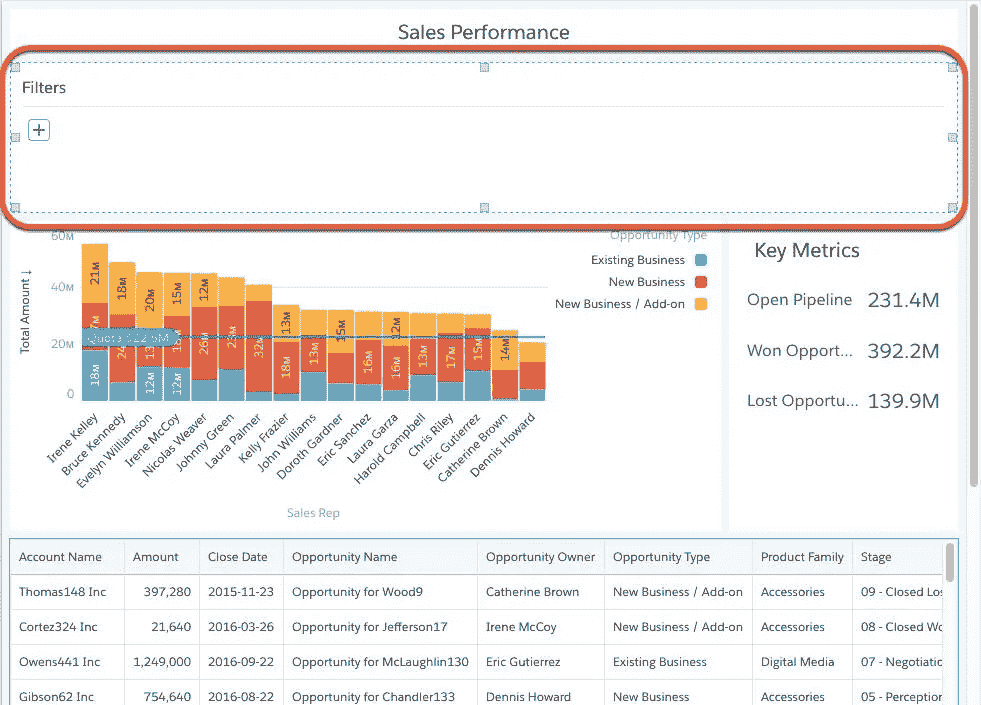 Sales Performance
Filters
+
60M
40M
20M
0
Total Amount ↓
21M
18M
20M
15M
12M
13M
15M
12M
14M
18M
12M
12M
32M
18M
13M
16M
16M
13M
17M
15M
Irene Kelley
Bruce Kennedy
Evelyn Williamson
Irene McCoy
Nicolas Weaver
Johnny Green
Laura Palmer
Kelly Frazier
John Williams
Doroth Gardner
Eric Sanchez
Laura Garza
Harold Campbell
Chris Riley
Eric Gutierrez
Catherine Brown
Dennis Howard
Sales Rep
Opportunity Type
Existing Business
New Business
New Business / Add-on
Key Metrics
Open Pipeline 231.4M
Won Opport... 392.2M
Lost Opportu... 139.9M
Account Name Amount Close Date Opportunity Name Opportunity Owner Opportunity Type Product Family Stage
Thomas148 Inc 397,280 2015-11-23 Opportunity for Wood9 Catherine Brown New Business / Add-on Accessories 09 - Closed Los
Cortez324 Inc 21,640 2016-03-26 Opportunity for Jefferson17 Irene McCoy New Business / Add-on Accessories 08 - Closed Wo
Owens441 Inc 1,249,000 2016-09-22 Opportunity for McLaughlin130 Eric Gutierrez Existing Business Digital Media 07 - Negotiatio
Gibson62 Inc 754,640 2016-08-22 Opportunity for Chandler133 Dennis Howard New Business Accessories 05 - Perception